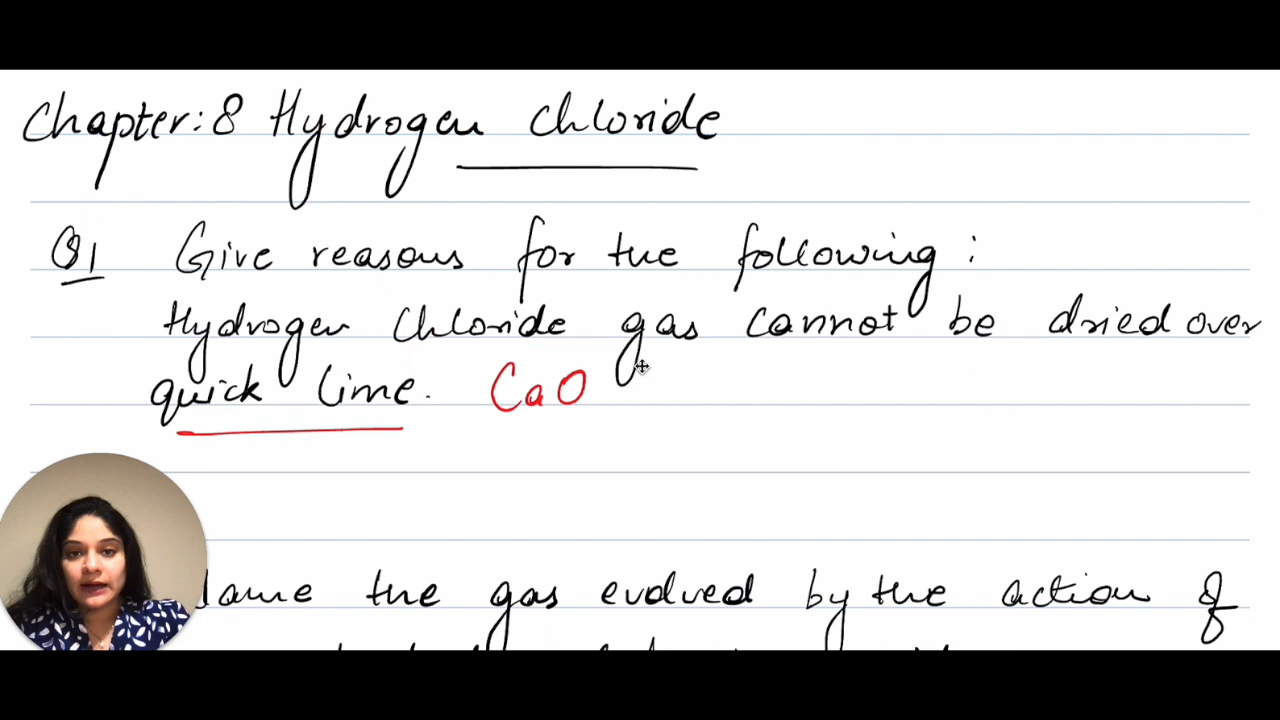 Chapter:8 Hydrogen Chloride
Q1 Give reasons for the following:
Hydrogen Chloride gas cannot be dried over
quick lime. CaO
the gas evolved by the action of